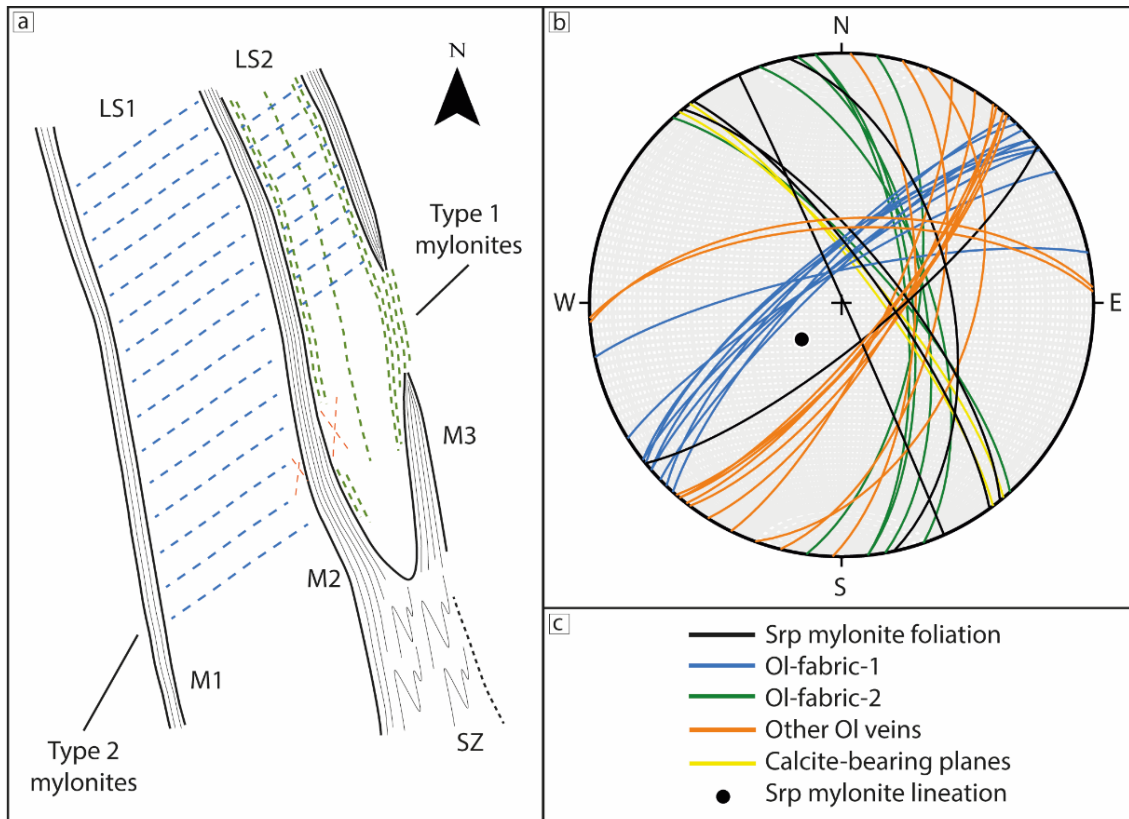 a
LS1
LS2
N
Type 1
mylonites
M3
M2
M1
Type 2
mylonites
SZ
b
N
W
E
S
c
Srp mylonite foliation
Ol-fabric-1
Ol-fabric-2
Other Ol veins
Calcite-bearing planes
Srp mylonite lineation